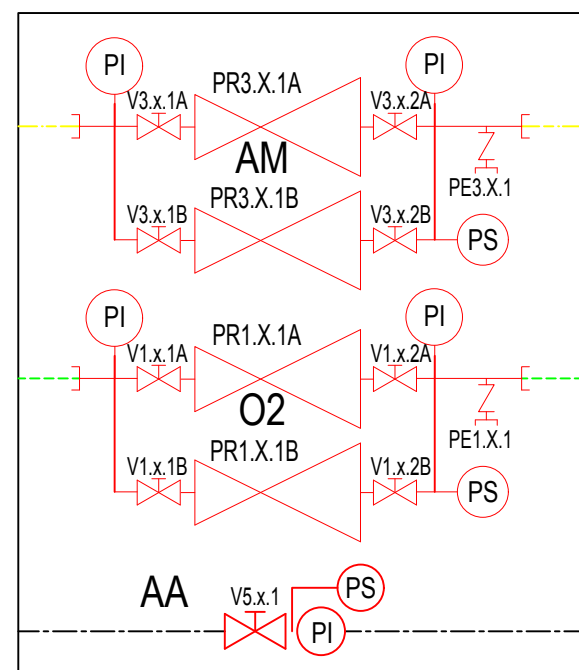 PI
PR3.X.1A
PI
V3.x.1A
V3.x.2A
AM
PE3.X.1
PR3.X.1B
V3.x.1B
V3.x.2B
PS
PI
PR1.X.1A
PI
V1.x.1A
V1.x.2A
O2
PE1.X.1
PR1.X.1B
V1.x.1B
V1.x.2B
PS
AA
V5.x.1
PS
PI